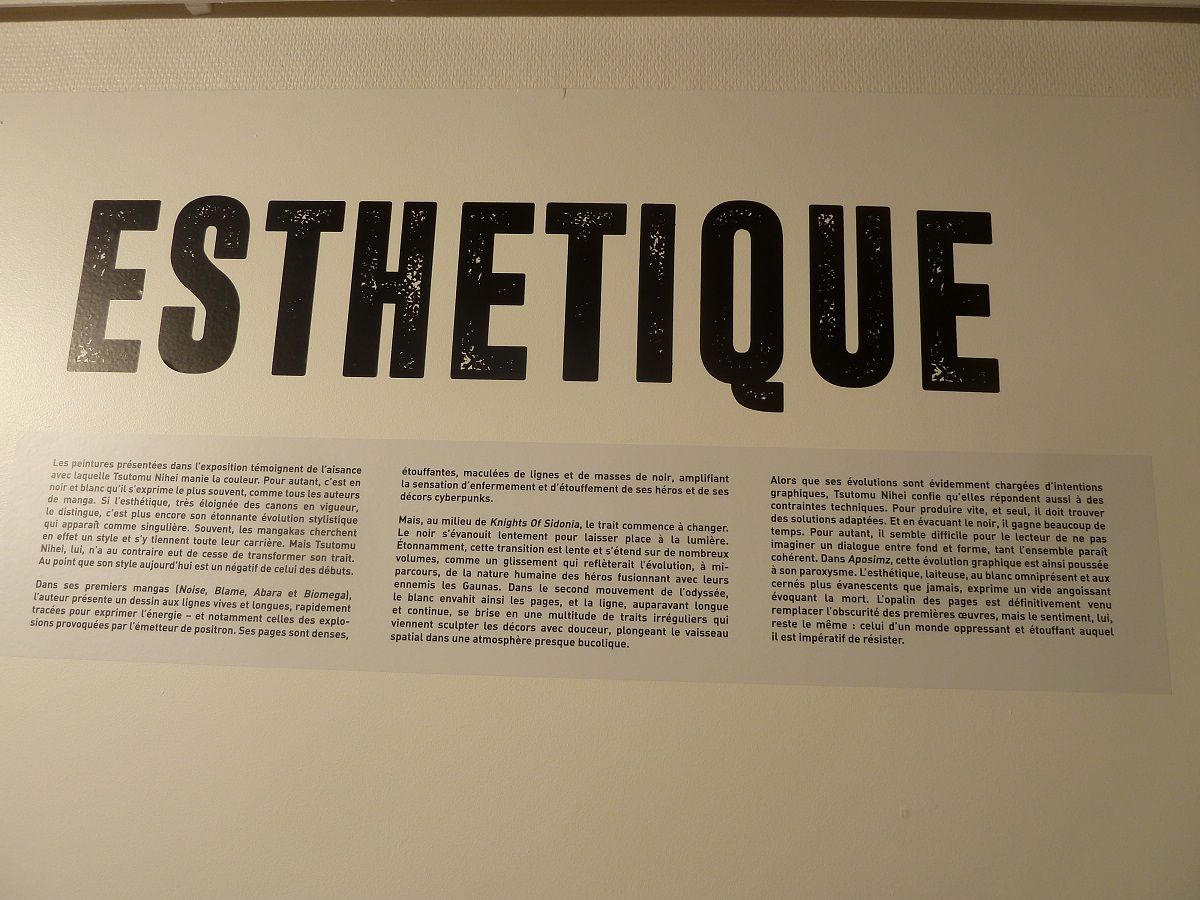 ESTHETIQUE
Les peintures présentées dans l'exposition témoignent de l'aisance
avec laquelle Tsutomu Nihei manie la couleur. Pour autant, c'est en
noir et blanc qu'il s'exprime le plus souvent, comme tous les auteurs
de manga. Si l'esthétique, très éloignée des canons en vigueur,
le distingue, c'est plus encore son étonnante évolution stylistique
qui apparaît comme singulière. Souvent, les mangakas cherchent
en effet un style et s'y tiennent toute leur carrière. Mais Tsutomu
Nihei, lui, n'a au contraire eut de cesse de transformer son trait.
Au point que son style aujourd'hui est un négatif de celui des débuts.
Dans ses premiers mangas (Noise, Blame, Abara et Biomega),
l'auteur présente un dessin aux lignes vives et longues, rapidement
tracées pour exprimer l'énergie – et notamment celles des explo-
sions provoquées par l'émetteur de positron. Ses pages sont denses,
étouffantes, maculées de lignes et de masses de noir, amplifiant
la sensation d'enfermement et d'étouffement de ses héros et de ses
décors cyberpunks.
Mais, au milieu de Knights Of Sidonia, le trait commence à changer.
Le noir s'évanouit lentement pour laisser place à la lumière.
Étonnamment, cette transition est lente et s'étend sur de nombreux
volumes, comme un glissement qui reflèterait l'évolution, à mi-
parcours, de la nature humaine des héros fusionnant avec leurs
ennemis les Gaunas. Dans le second mouvement de l'odyssée,
le blanc envahit ainsi les pages, et la ligne, auparavant longue
et continue, se brise en une multitude de traits irréguliers qui
viennent sculpter les décors avec douceur, plongeant le vaisseau
spatial dans une atmosphère presque bucolique.
Alors que ses évolutions sont évidemment chargées d'intentions
graphiques, Tsutomu Nihei confie qu'elles répondent aussi à des
contraintes techniques. Pour produire vite, et seul, il doit trouver
des solutions adaptées. Et en évacuant le noir, il gagne beaucoup de
temps. Pour autant, il semble difficile pour le lecteur de ne pas
imaginer un dialogue entre fond et forme, tant l'ensemble paraît
cohérent. Dans Aposimz, cette évolution graphique est ainsi poussée
à son paroxysme. L'esthétique, laiteuse, au blanc omniprésent et aux
cernés plus évanescents que jamais, exprime un vide angoissant
évoquant la mort. L'opalin des pages est définitivement venu
remplacer l'obscurité des premières œuvres, mais le sentiment, lui,
reste le même : celui d'un monde oppressant et étouffant auquel
il est impératif de résister.